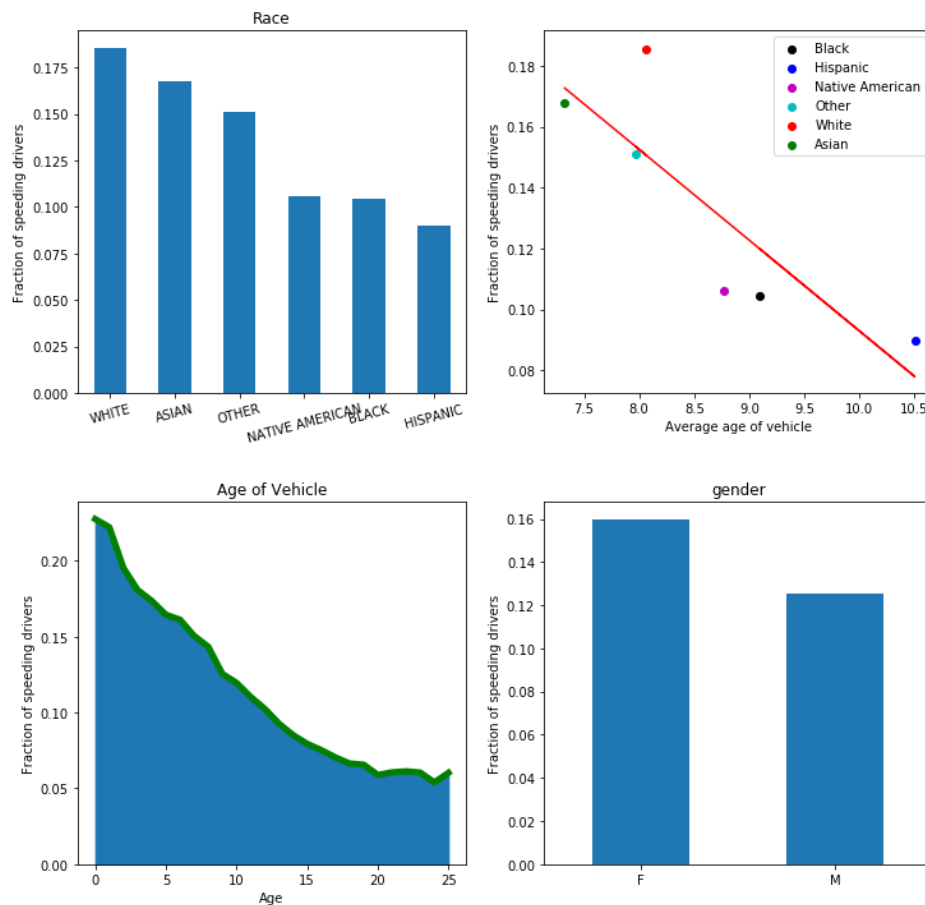 Race
Fraction of speeding drivers
0.175
0.150
0.125
0.100
0.075
0.050
0.025
0.000
WHITE
ASIAN
OTHER
NATIVE AMERICAN
BLACK
HISPANIC
Fraction of speeding drivers
0.18
0.16
0.14
0.12
0.10
0.08
Black
Hispanic
Native American
Other
White
Asian
7.5 8.0 8.5 9.0 9.5 10.0 10.5
Average age of vehicle
Age of Vehicle
Fraction of speeding drivers
0.20
0.15
0.10
0.05
0.00
0 5 10 15 20 25
Age
gender
Fraction of speeding drivers
0.16
0.14
0.12
0.10
0.08
0.06
0.04
0.02
0.00
F M